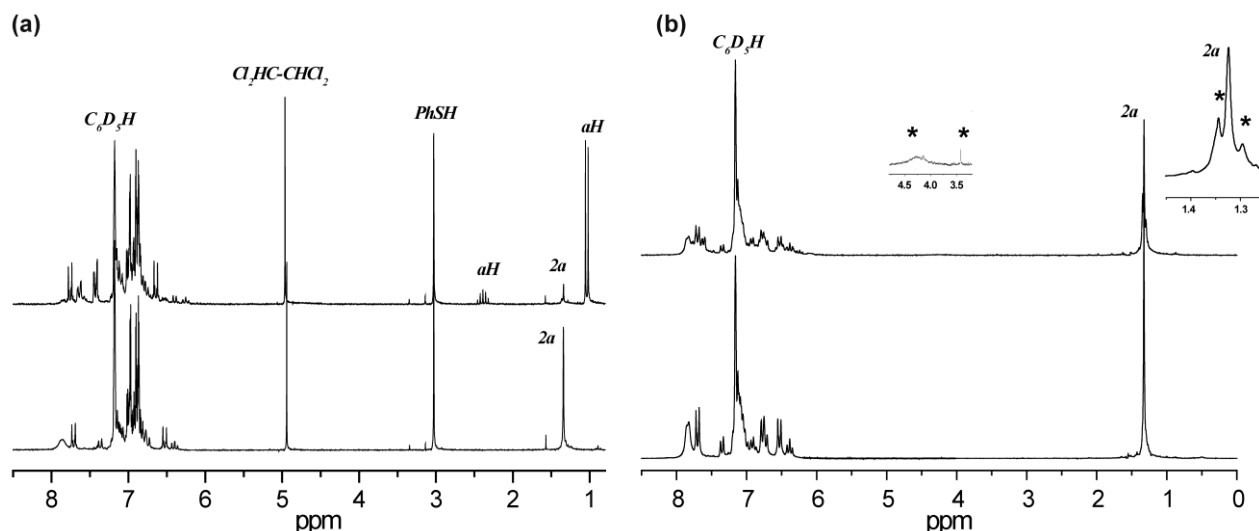 (a)
Cl2HC-CHCl2
C6D5H
PhSH
aH
aH
2a
2a
8 7 6 5 4 3 2 1
ppm
(b)
C6D5H
2a
* *
4.5 4.0 3.5
2a
* *
1.4 1.3
8 7 6 5 4 3 2 1 0
ppm